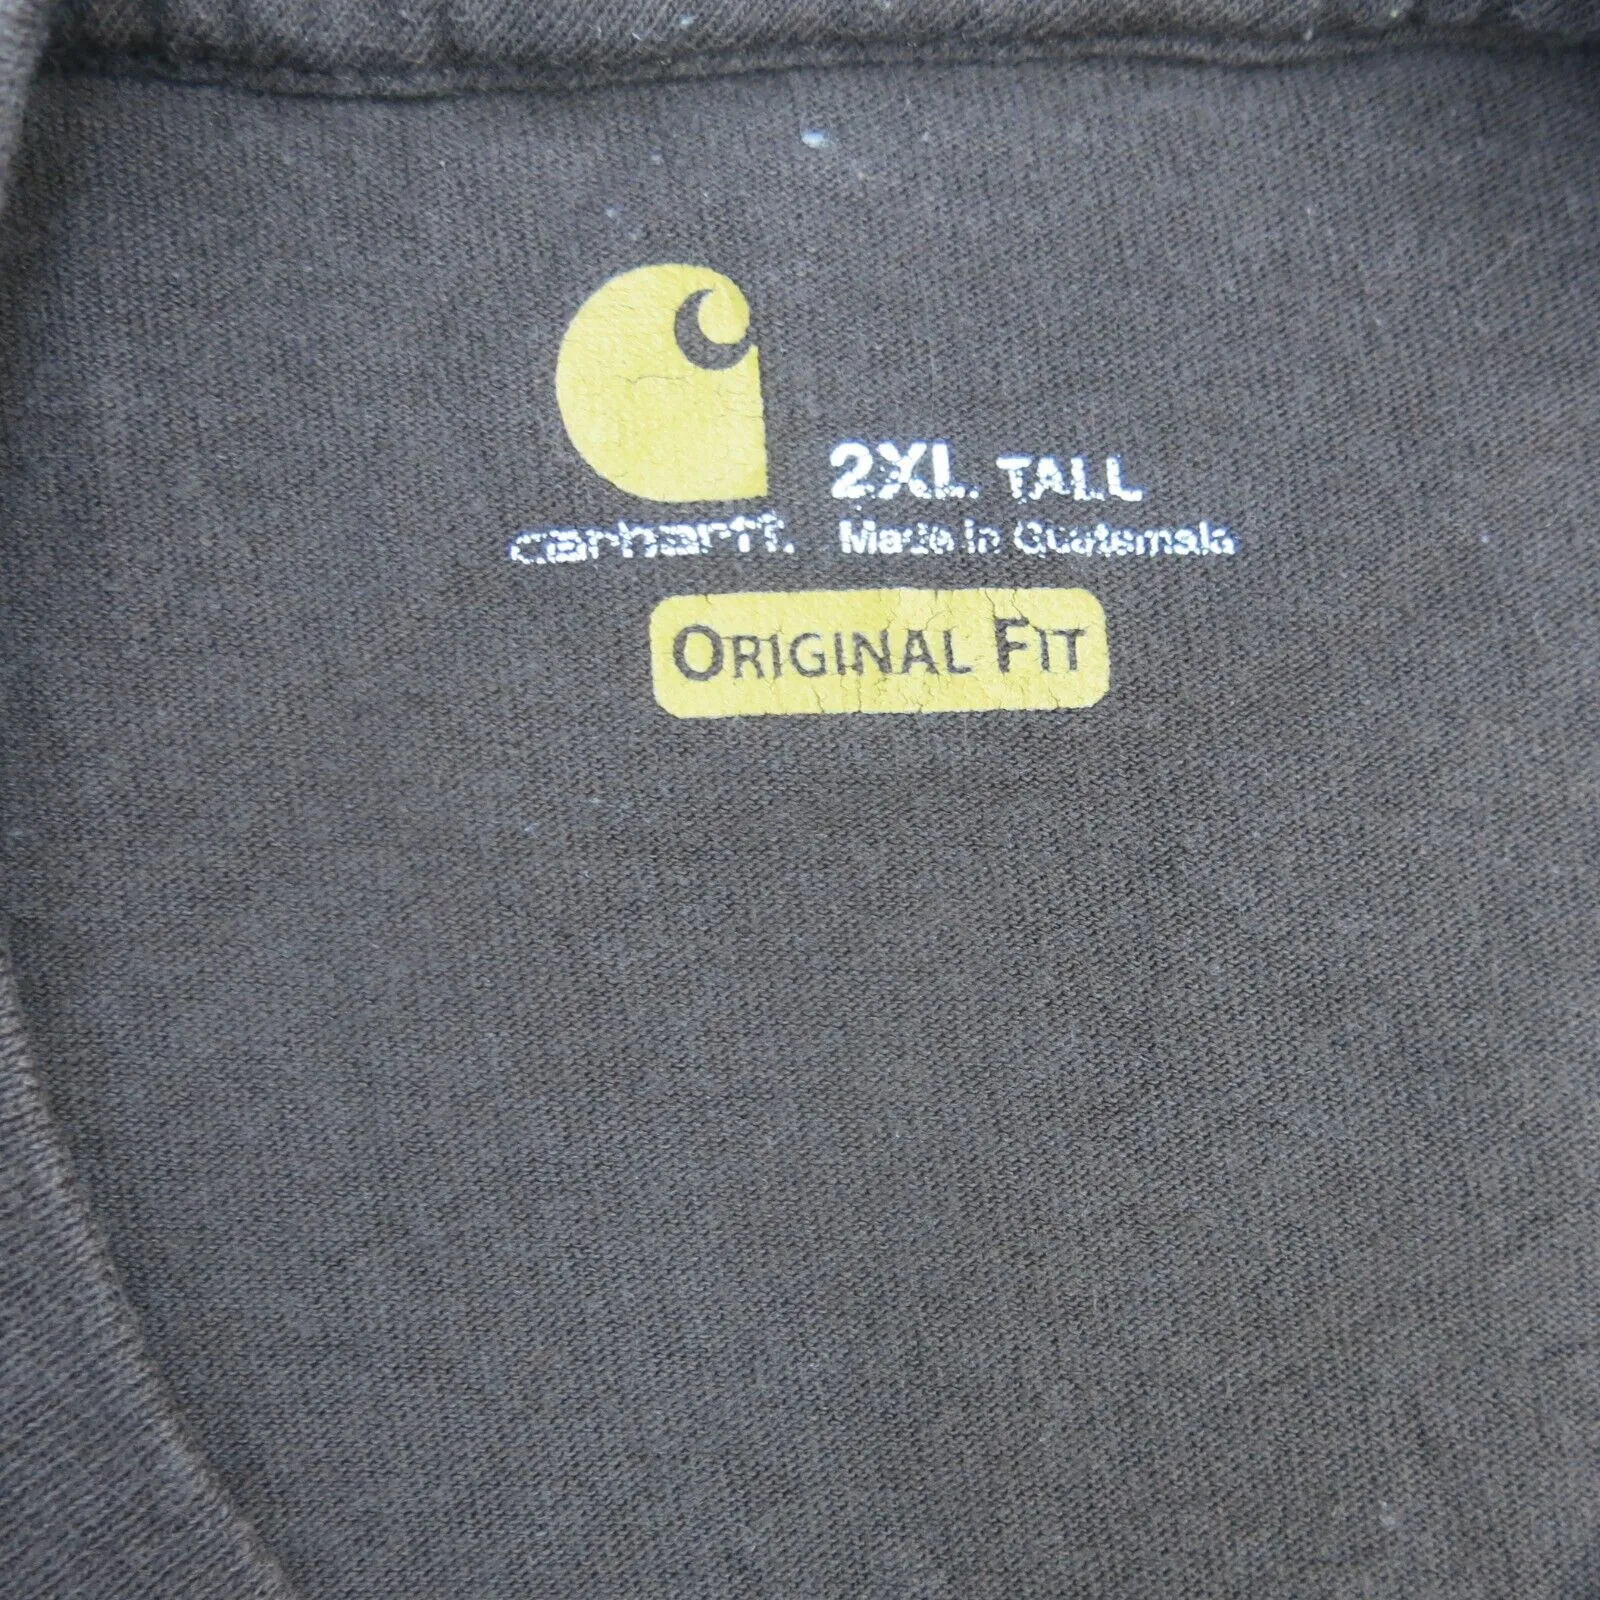 2XL TALL
carhartt. Made in Guatemala
ORIGINAL FIT